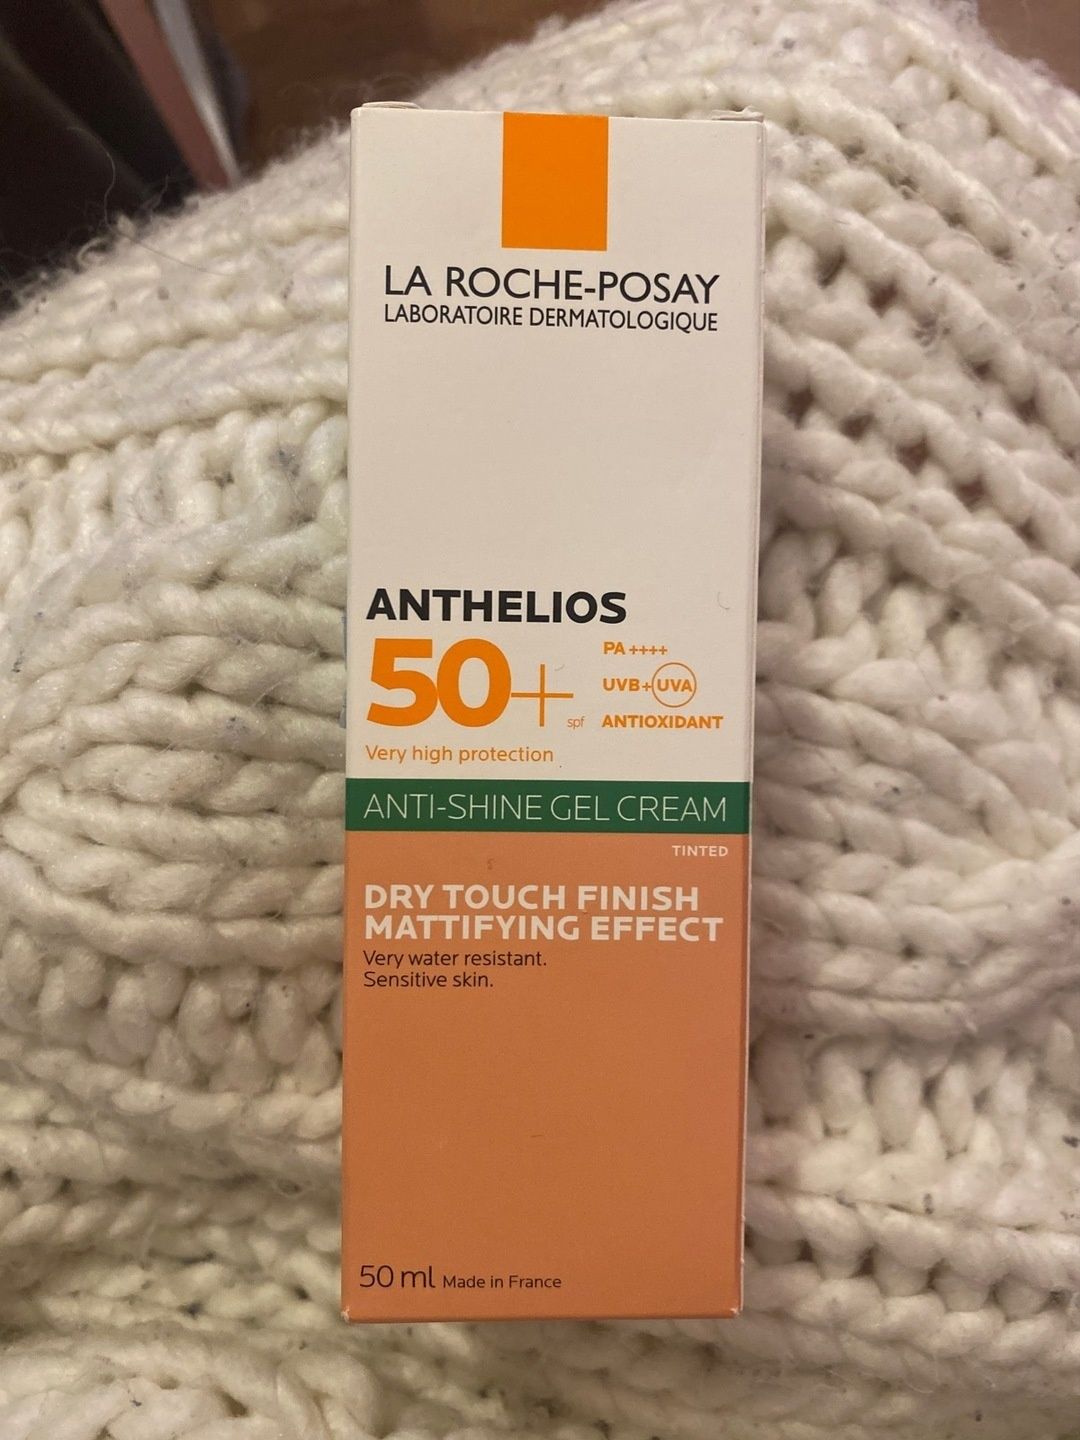 LA ROCHE-POSAY
LABORATOIRE DERMATOLOGIQUE
ANTHELIOS
50+ spf
PA ++++
UVB+UVA
ANTIOXIDANT
Very high protection
ANTI-SHINE GEL CREAM
TINTED
DRY TOUCH FINISH
MATTIFYING EFFECT
Very water resistant.
Sensitive skin.
50 ml Made in France